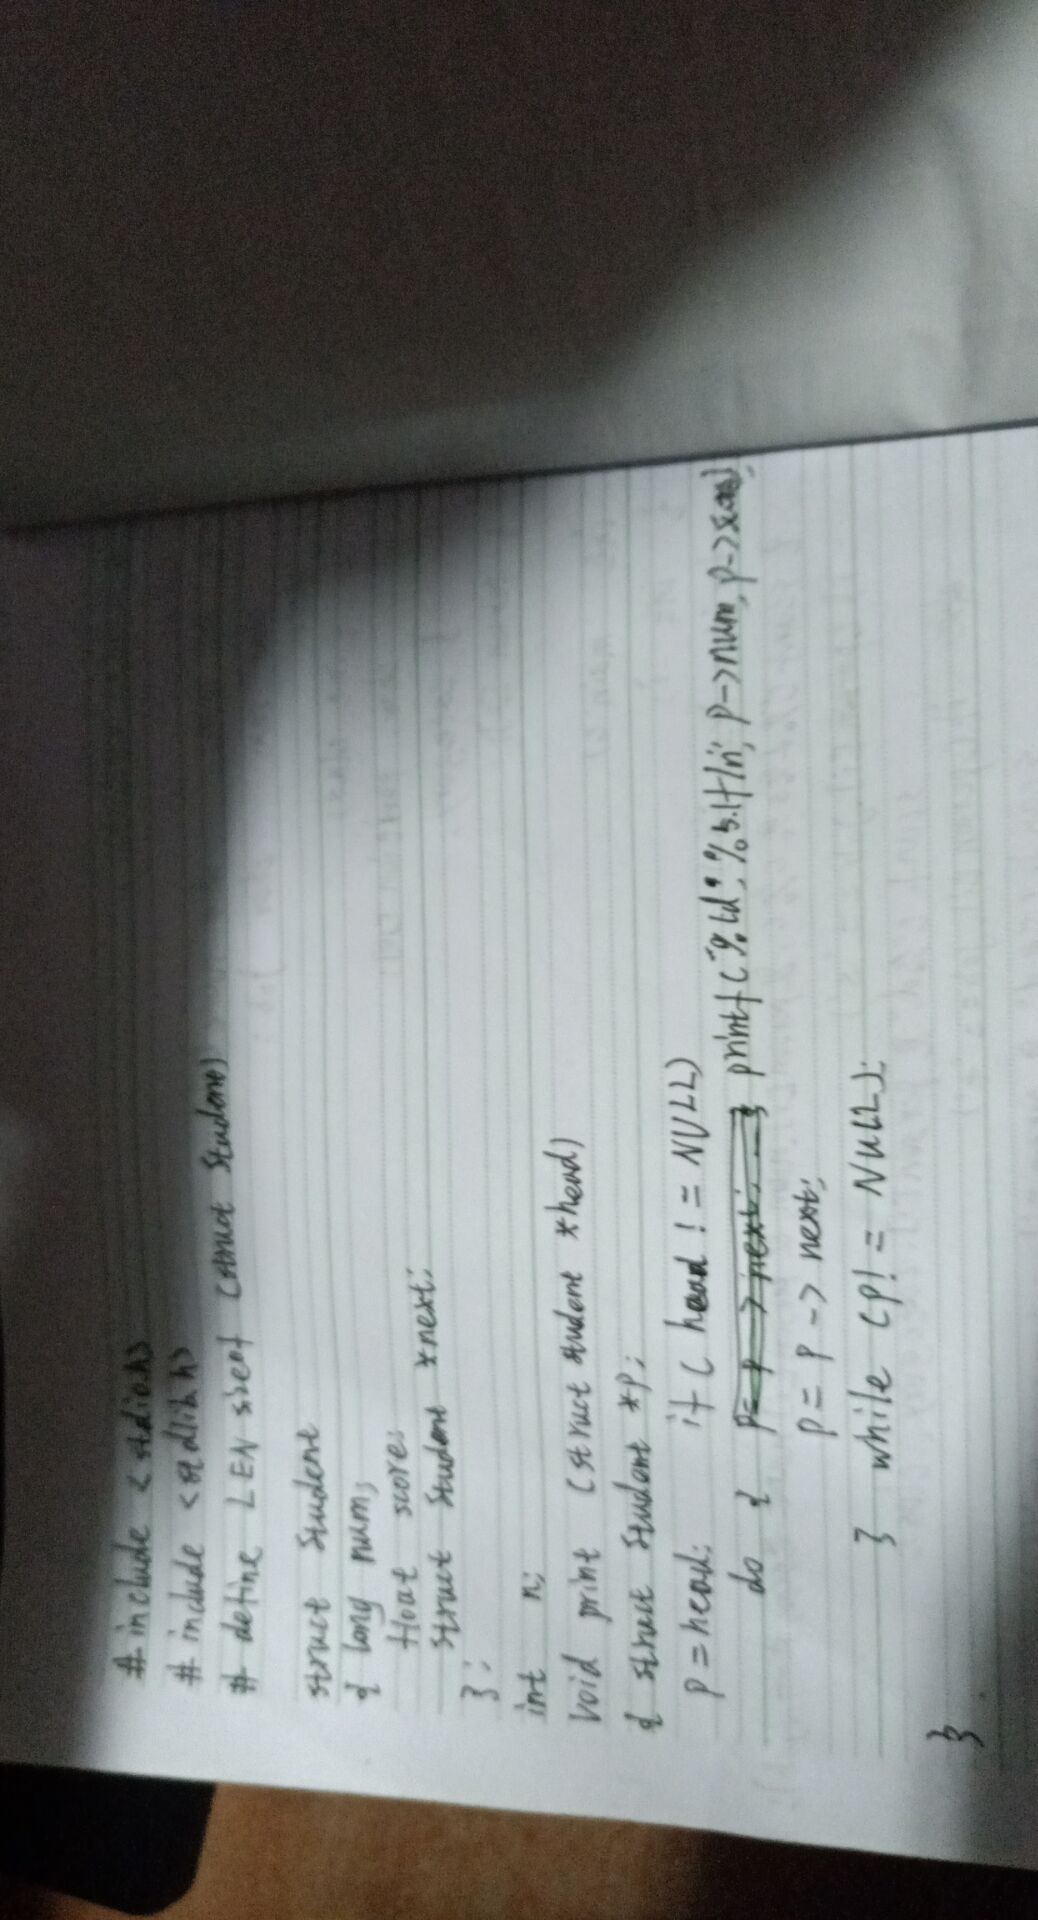 # include < stdio.h>
# include < stdlib.h>
# define LEN sizeof (struct Student)
struct Student
{ long num;
float score;
struct Student *next;
};
int n;
void print (struct student *head)
{ struct Student *p;
p = head; if ( head != NULL)
do { printf("%ld %5.1f\n", p->num, p->score);
p = p -> next;
} while (p! = NULL);
}